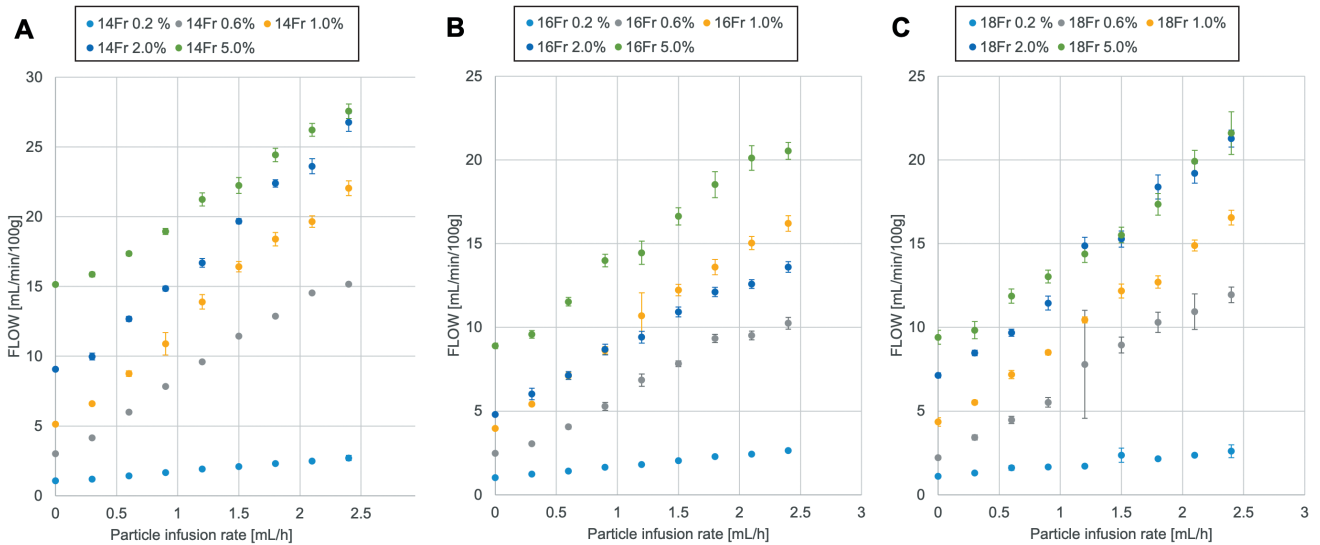 A
14Fr 0.2 % 14Fr 0.6% 14Fr 1.0%
14Fr 2.0% 14Fr 5.0%
FLOW [mL/min/100g]
30
25
20
15
10
5
0
0 0.5 1 1.5 2 2.5
Particle infusion rate [mL/h]
B
16Fr 0.2 % 16Fr 0.6% 16Fr 1.0%
16Fr 2.0% 16Fr 5.0%
FLOW [mL/min/100g]
25
20
15
10
5
0
0 0.5 1 1.5 2 2.5 3
Particle infusion rate [mL/h]
C
18Fr 0.2 % 18Fr 0.6% 18Fr 1.0%
18Fr 2.0% 18Fr 5.0%
FLOW [mL/min/100g]
25
20
15
10
5
0
0 0.5 1 1.5 2 2.5 3
Particle infusion rate [mL/h]